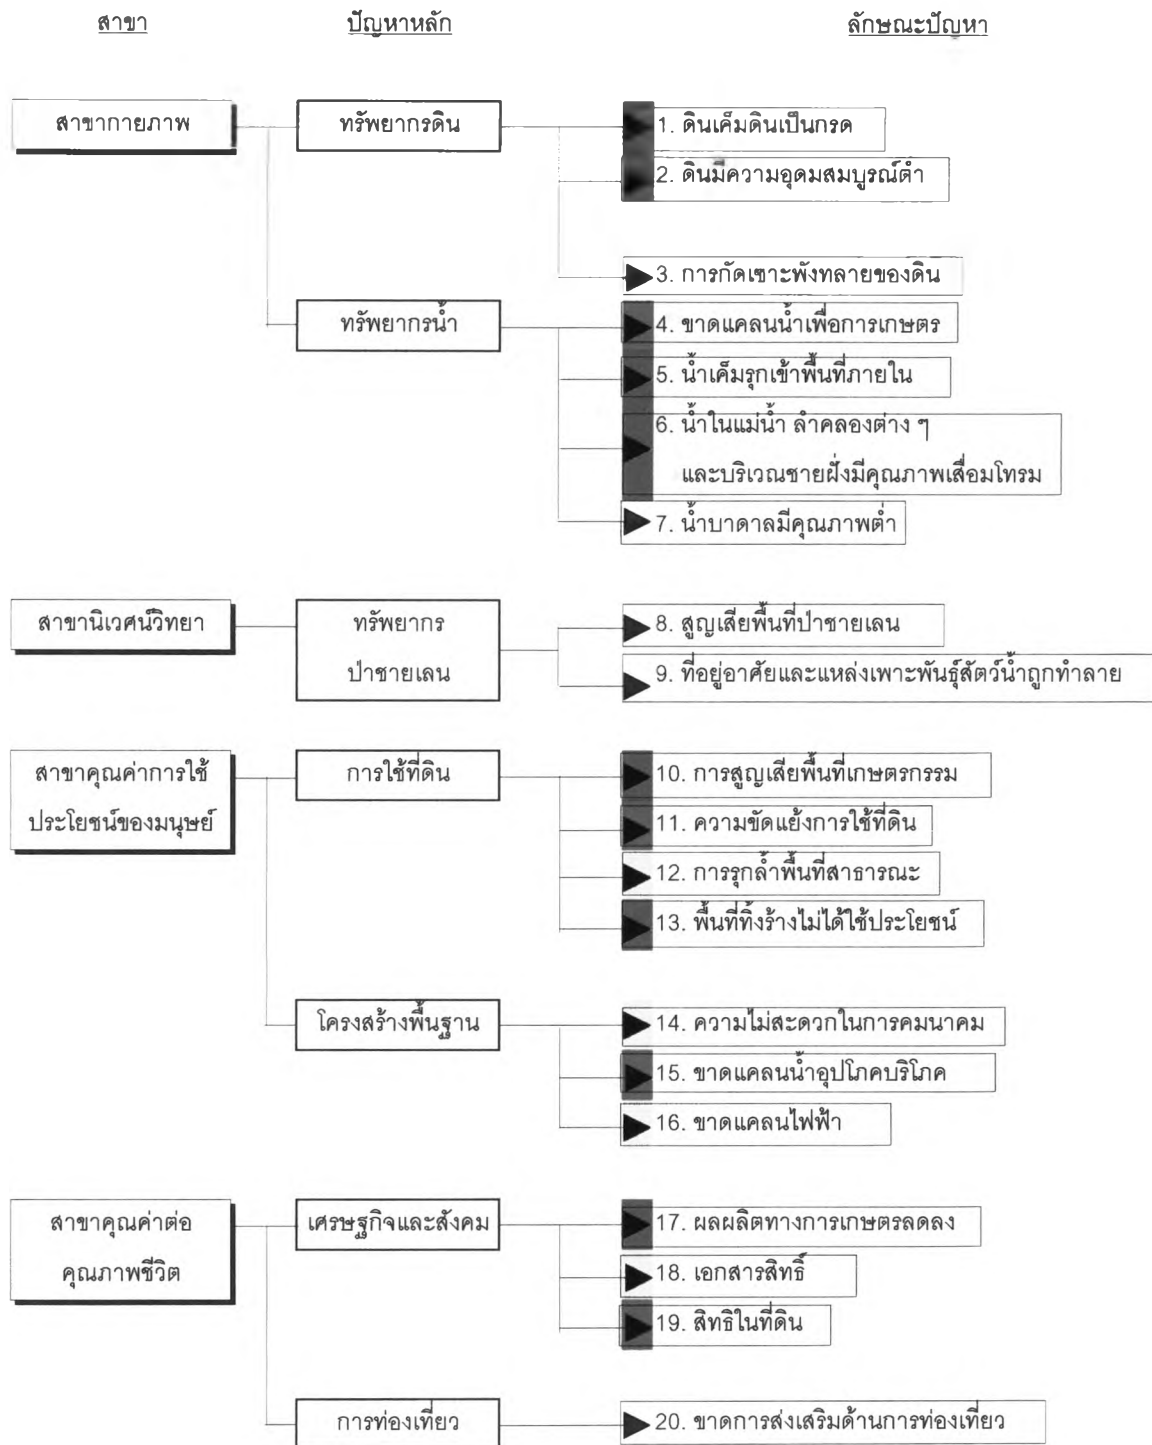 สาขา ปัญหาหลัก ลักษณะปัญหา
สาขากายภาพ ทรัพยากรดิน 1. ดินเค็มดินเป็นกรด
2. ดินมีความอุดมสมบูรณ์ต่ำ
3. การกัดเซาะพังทลายของดิน
ทรัพยากรน้ำ 4. ขาดแคลนน้ำเพื่อการเกษตร
5. น้ำเค็มรุกเข้าพื้นที่ภายใน
6. น้ำในแม่น้ำ ลำคลองต่าง ๆ
และบริเวณชายฝั่งมีคุณภาพเสื่อมโทรม
7. น้ำบาดาลมีคุณภาพต่ำ
สาขานิเวศน์วิทยา ทรัพยากร 8. สูญเสียพื้นที่ป่าชายเลน
ป่าชายเลน 9. ที่อยู่อาศัยและแหล่งเพาะพันธุ์สัตว์น้ำถูกทำลาย
สาขาคุณค่าการใช้ การใช้ที่ดิน 10. การสูญเสียพื้นที่เกษตรกรรม
ประโยชน์ของมนุษย์ 11. ความขัดแย้งการใช้ที่ดิน
12. การรุกล้ำพื้นที่สาธารณะ
13. พื้นที่ทิ้งร้างไม่ได้ใช้ประโยชน์
โครงสร้างพื้นฐาน 14. ความไม่สะดวกในการคมนาคม
15. ขาดแคลนน้ำอุปโภคบริโภค
16. ขาดแคลนไฟฟ้า
สาขาคุณค่าต่อ เศรษฐกิจและสังคม 17. ผลผลิตทางการเกษตรลดลง
คุณภาพชีวิต 18. เอกสารสิทธิ์
19. สิทธิในที่ดิน
การท่องเที่ยว 20. ขาดการส่งเสริมด้านการท่องเที่ยว